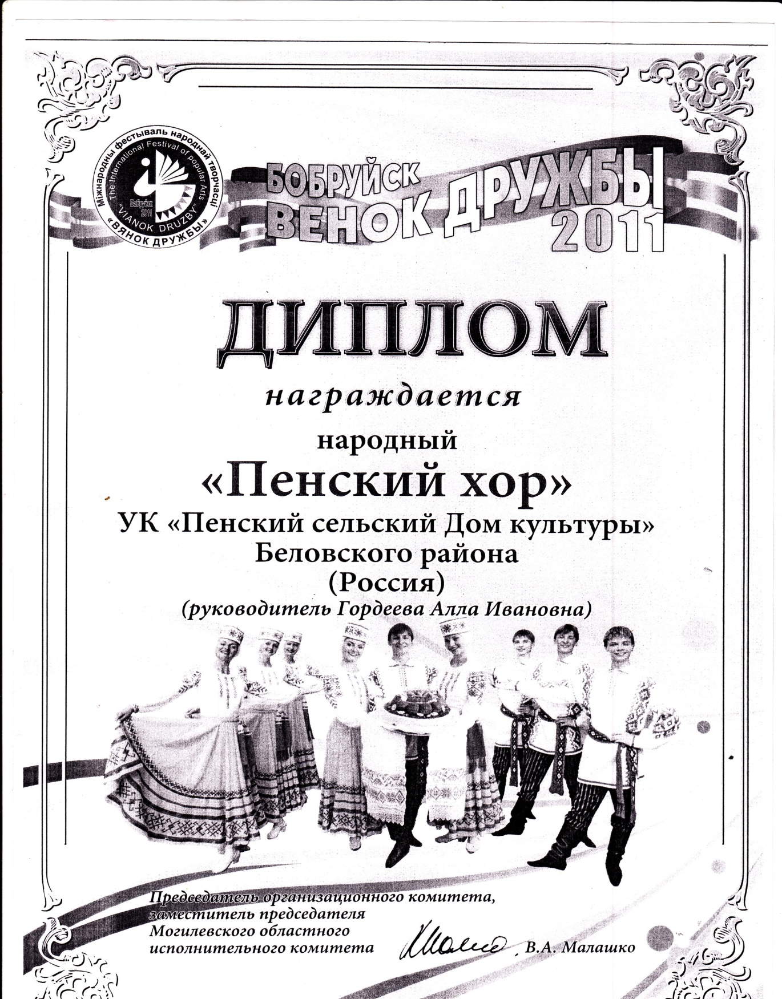 Міжнародны фестываль народнай творчасці
The International Festival of popular Arts
Бабруйск
2011
"VIANOK DRUZBY"
«ВЯНОК ДРУЖБЫ»
БОБРУЙСК
ВЕНОК ДРУЖБЫ
2011
ДИПЛОМ
награждается
народный
«Пенский хор»
УК «Пенский сельский Дом культуры»
Беловского района
(Россия)
(руководитель Гордеева Алла Ивановна)
Председатель организационного комитета,
заместитель председателя
Могилевского областного
исполнительного комитета
В.А. Малашко